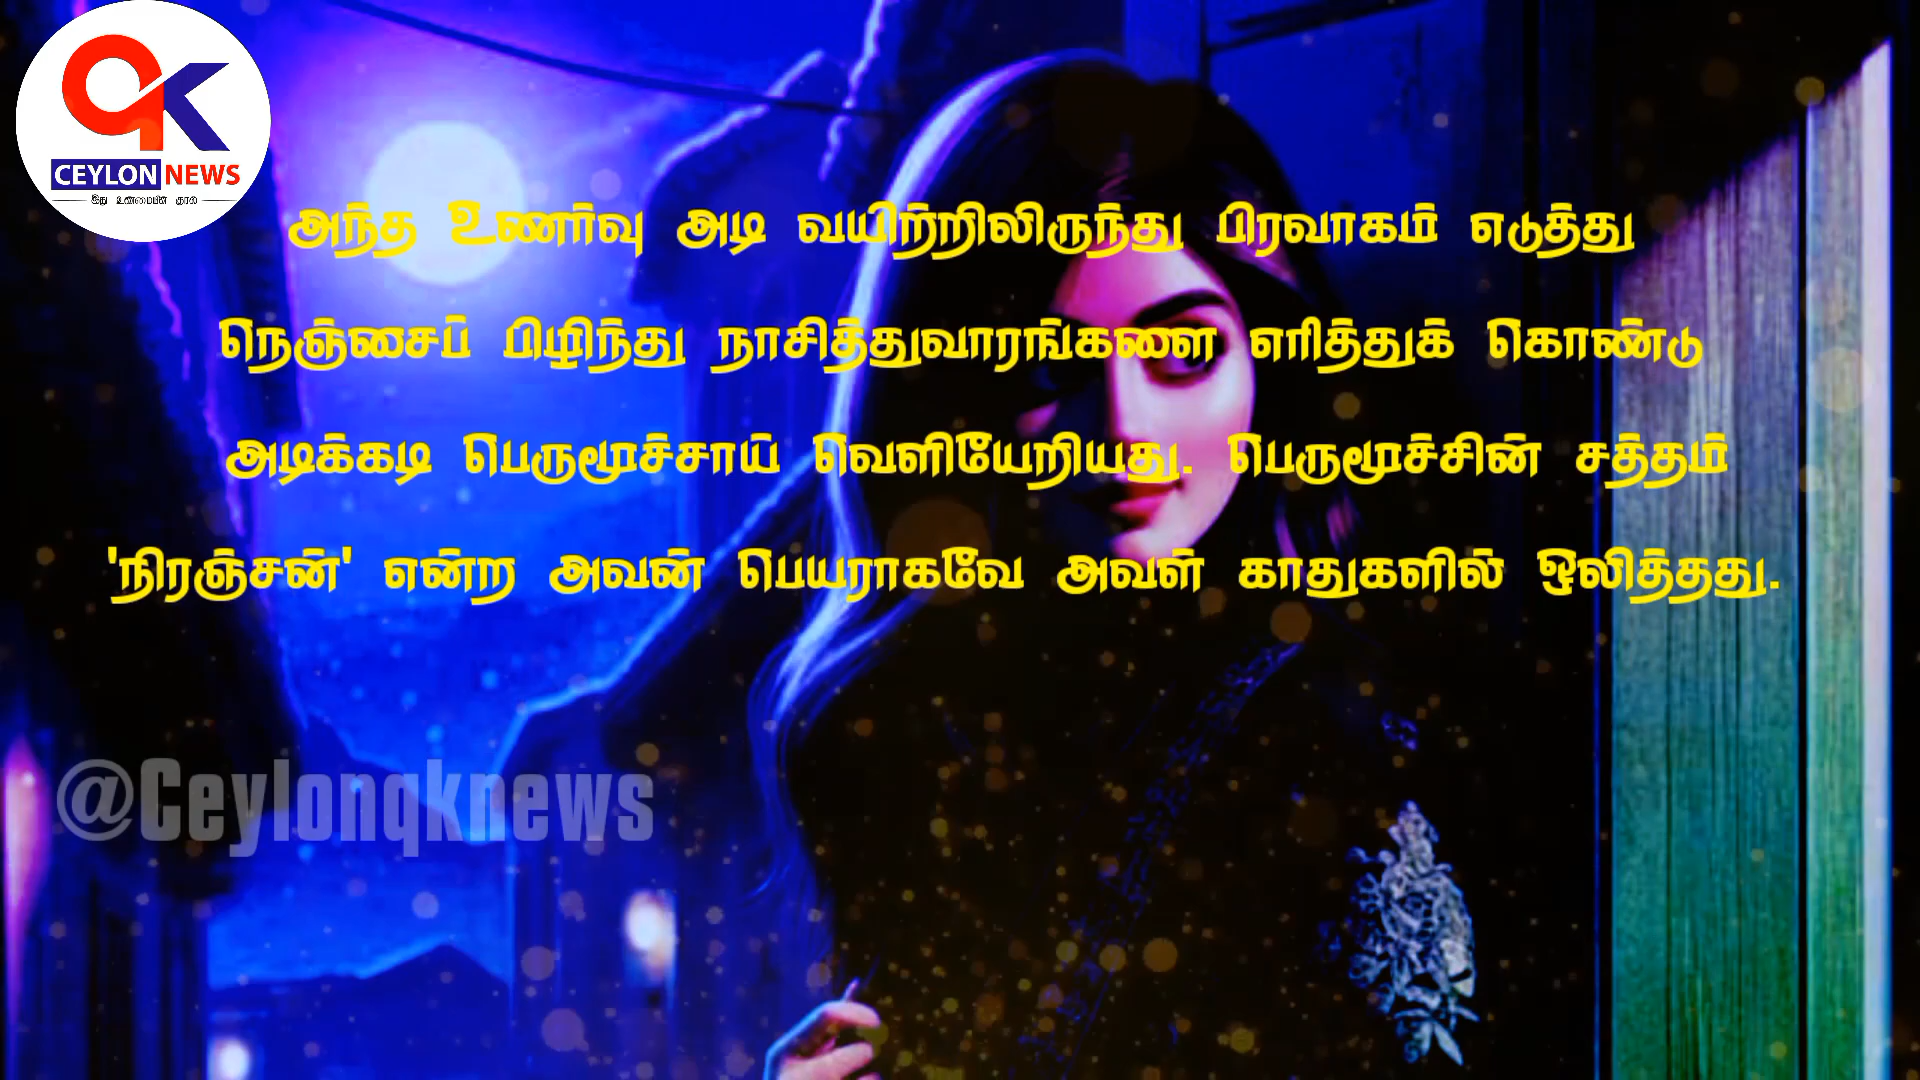 QK
CEYLON NEWS
அந்த உணர்வு அடி வயிற்றிலிருந்து பிரவாகம் எடுத்து
நெஞ்சைப் பிழிந்து நாசித்துவாரங்களை எரித்துக் கொண்டு
அடிக்கடி பெருமூச்சாய் வெளியேறியது. பெருமூச்சின் சத்தம்
'நிரஞ்சன்' என்ற அவன் பெயராகவே அவள் காதுகளில் ஒலித்தது.
@Ceylonqknews